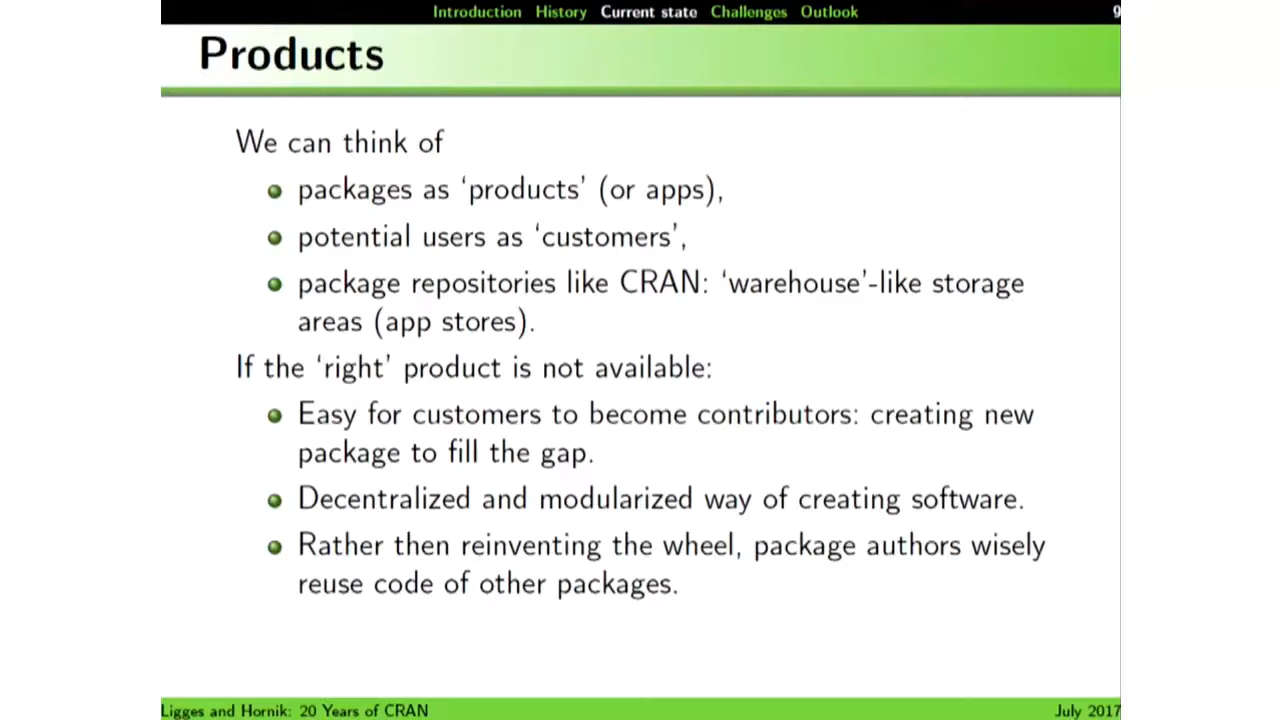 Introduction History Current state Challenges Outlook 9
Products
We can think of
packages as ‘products’ (or apps),
potential users as ‘customers’,
package repositories like CRAN: ‘warehouse’-like storage
areas (app stores).
If the ‘right’ product is not available:
Easy for customers to become contributors: creating new
package to fill the gap.
Decentralized and modularized way of creating software.
Rather then reinventing the wheel, package authors wisely
reuse code of other packages.
Ligges and Hornik: 20 Years of CRAN July 2017